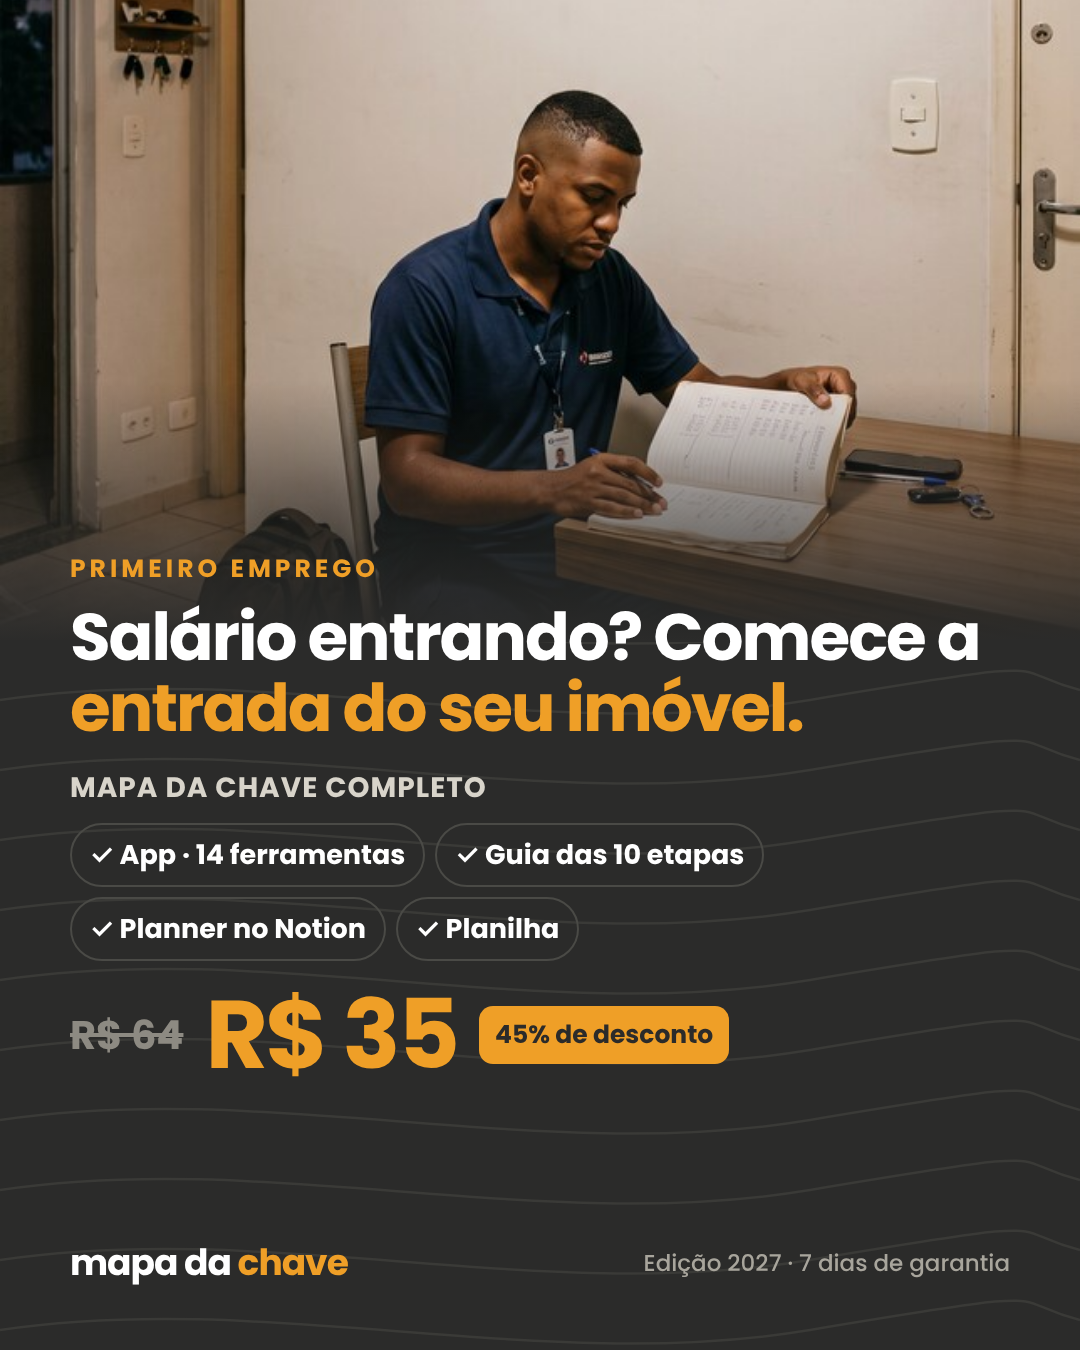 PRIMEIRO EMPREGO
Salário entrando? Comece a
entrada do seu imóvel.
MAPA DA CHAVE COMPLETO
✓ App · 14 ferramentas
✓ Guia das 10 etapas
✓ Planner no Notion
✓ Planilha
R$ 64
R$ 35
45% de desconto
mapa da chave
Edição 2027 · 7 dias de garantia